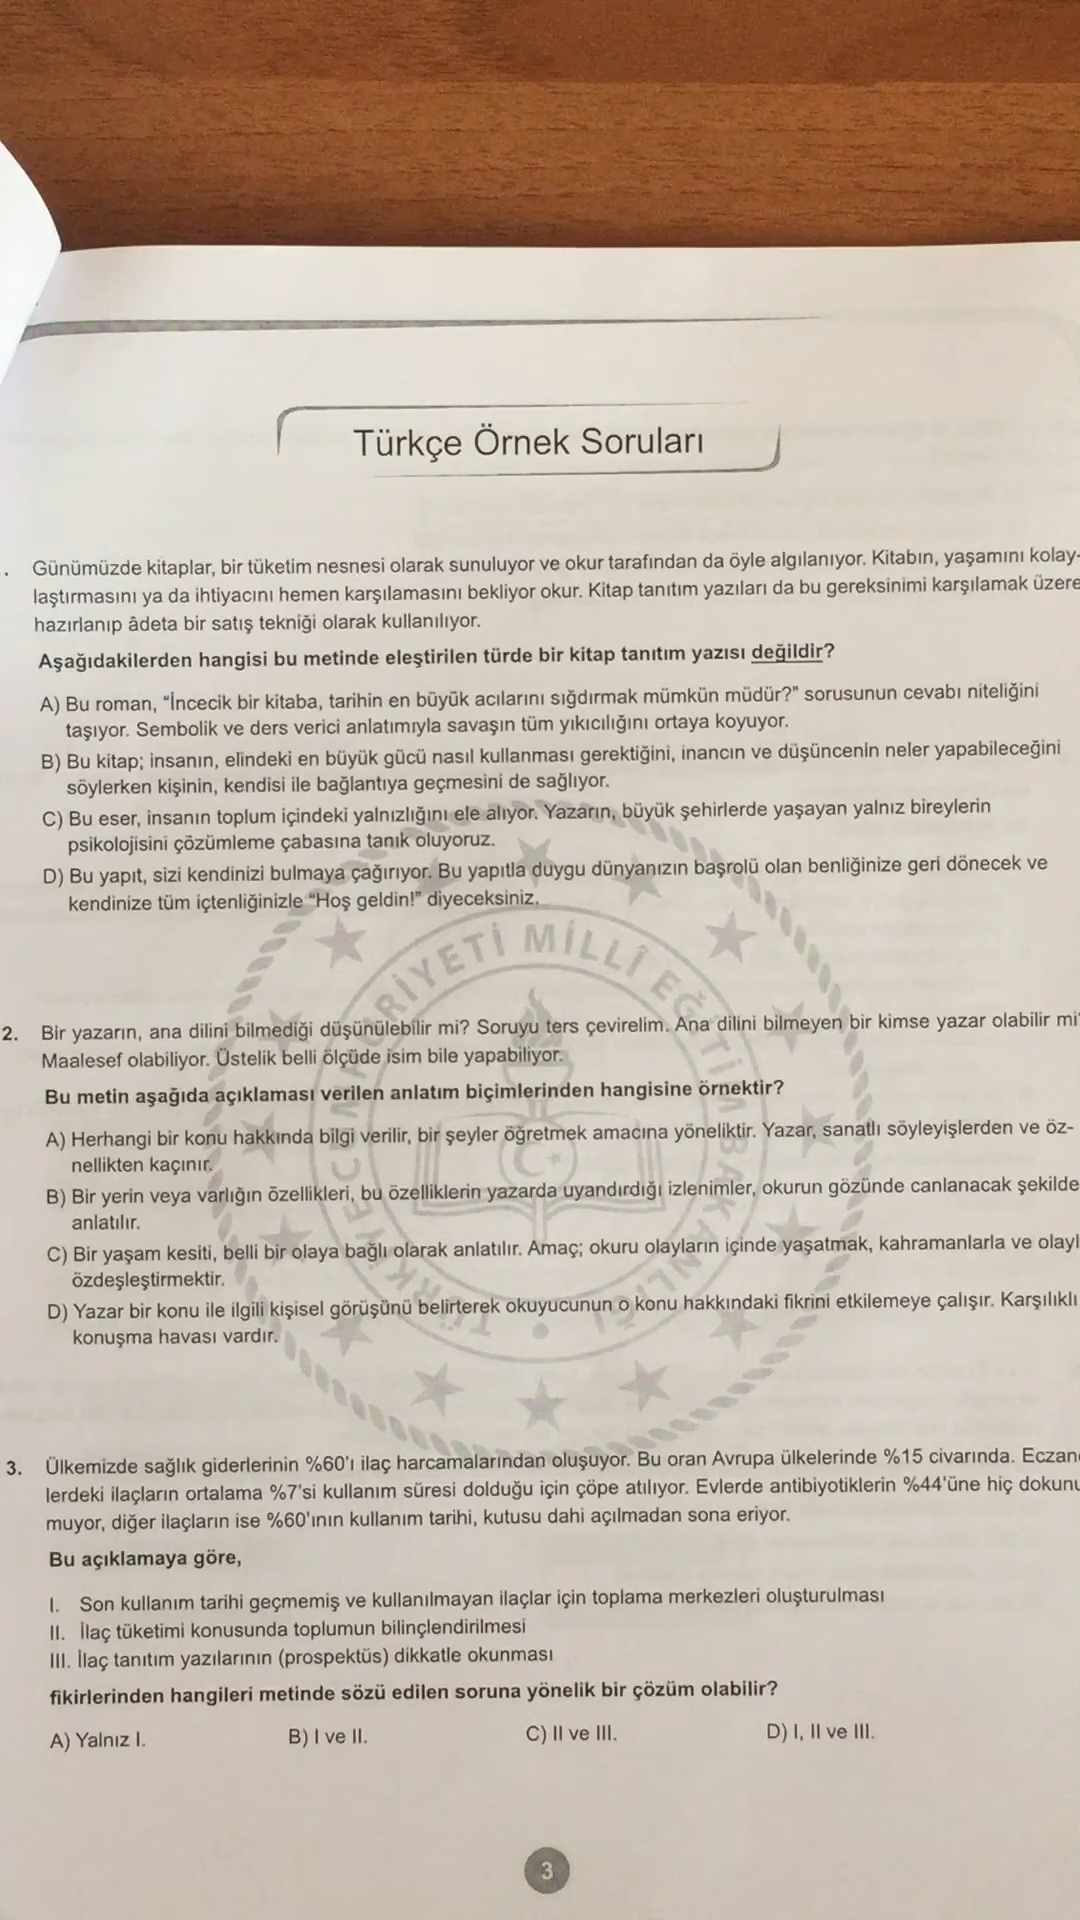 Türkçe Örnek Soruları
. Günümüzde kitaplar, bir tüketim nesnesi olarak sunuluyor ve okur tarafından da öyle algılanıyor. Kitabın, yaşamını kolay-
laştırmasını ya da ihtiyacını hemen karşılamasını bekliyor okur. Kitap tanıtım yazıları da bu gereksinimi karşılamak üzere
hazırlanıp âdeta bir satış tekniği olarak kullanılıyor.
Aşağıdakilerden hangisi bu metinde eleştirilen türde bir kitap tanıtım yazısı değildir?
A) Bu roman, “İncecik bir kitaba, tarihin en büyük acılarını sığdırmak mümkün müdür?” sorusunun cevabı niteliğini
taşıyor. Sembolik ve ders verici anlatımıyla savaşın tüm yıkıcılığını ortaya koyuyor.
B) Bu kitap; insanın, elindeki en büyük gücü nasıl kullanması gerektiğini, inancın ve düşüncenin neler yapabileceğini
söylerken kişinin, kendisi ile bağlantıya geçmesini de sağlıyor.
C) Bu eser, insanın toplum içindeki yalnızlığını ele alıyor. Yazarın, büyük şehirlerde yaşayan yalnız bireylerin
psikolojisini çözümleme çabasına tanık oluyoruz.
D) Bu yapıt, sizi kendinizi bulmaya çağırıyor. Bu yapıtla duygu dünyanızın başrolü olan benliğinize geri dönecek ve
kendinize tüm içtenliğinizle “Hoş geldin!” diyeceksiniz.
TÜRKİYE CUMHURİYETİ MİLLÎ EĞİTİM BAKANLIĞI
2. Bir yazarın, ana dilini bilmediği düşünülebilir mi? Soruyu ters çevirelim. Ana dilini bilmeyen bir kimse yazar olabilir mi
Maalesef olabiliyor. Üstelik belli ölçüde isim bile yapabiliyor.
Bu metin aşağıda açıklaması verilen anlatım biçimlerinden hangisine örnektir?
A) Herhangi bir konu hakkında bilgi verilir, bir şeyler öğretmek amacına yöneliktir. Yazar, sanatlı söyleyişlerden ve öz-
nellikten kaçınır.
B) Bir yerin veya varlığın özellikleri, bu özelliklerin yazarda uyandırdığı izlenimler, okurun gözünde canlanacak şekilde
anlatılır.
C) Bir yaşam kesiti, belli bir olaya bağlı olarak anlatılır. Amaç; okuru olayların içinde yaşatmak, kahramanlarla ve olayl
özdeşleştirmektir.
D) Yazar bir konu ile ilgili kişisel görüşünü belirterek okuyucunun o konu hakkındaki fikrini etkilemeye çalışır. Karşılıklı
konuşma havası vardır.
3. Ülkemizde sağlık giderlerinin %60'ı ilaç harcamalarından oluşuyor. Bu oran Avrupa ülkelerinde %15 civarında. Eczan
lerdeki ilaçların ortalama %7'si kullanım süresi dolduğu için çöpe atılıyor. Evlerde antibiyotiklerin %44'üne hiç dokunu
muyor, diğer ilaçların ise %60'ının kullanım tarihi, kutusu dahi açılmadan sona eriyor.
Bu açıklamaya göre,
I. Son kullanım tarihi geçmemiş ve kullanılmayan ilaçlar için toplama merkezleri oluşturulması
II. İlaç tüketimi konusunda toplumun bilinçlendirilmesi
III. İlaç tanıtım yazılarının (prospektüs) dikkatle okunması
fikirlerinden hangileri metinde sözü edilen soruna yönelik bir çözüm olabilir?
A) Yalnız I. B) I ve II. C) II ve III. D) I, II ve III.
3